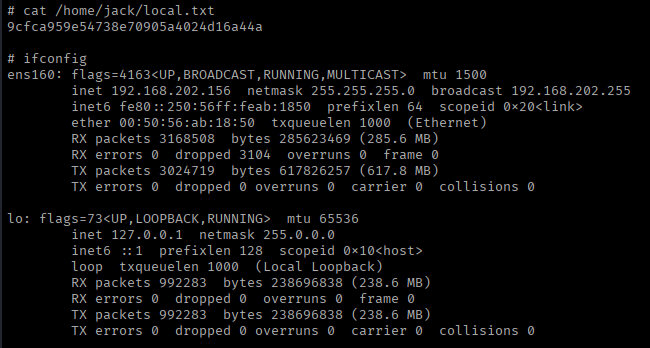 # cat /home/jack/local.txt
9cfca959e54738e70905a4024d16a44a
# ifconfig
ens160: flags=4163<UP,BROADCAST,RUNNING,MULTICAST>  mtu 1500
        inet 192.168.202.156  netmask 255.255.255.0  broadcast 192.168.202.255
        inet6 fe80::250:56ff:feab:1850  prefixlen 64  scopeid 0×20<link>
        ether 00:50:56:ab:18:50  txqueuelen 1000  (Ethernet)
        RX packets 3168508  bytes 285623469 (285.6 MB)
        RX errors 0  dropped 3104  overruns 0  frame 0
        TX packets 3024719  bytes 617826257 (617.8 MB)
        TX errors 0  dropped 0 overruns 0  carrier 0  collisions 0
lo: flags=73<UP,LOOPBACK,RUNNING>  mtu 65536
        inet 127.0.0.1  netmask 255.0.0.0
        inet6 ::1  prefixlen 128  scopeid 0×10<host>
        loop  txqueuelen 1000  (Local Loopback)
        RX packets 992283  bytes 238696838 (238.6 MB)
        RX errors 0  dropped 0  overruns 0  frame 0
        TX packets 992283  bytes 238696838 (238.6 MB)
        TX errors 0  dropped 0 overruns 0  carrier 0  collisions 0